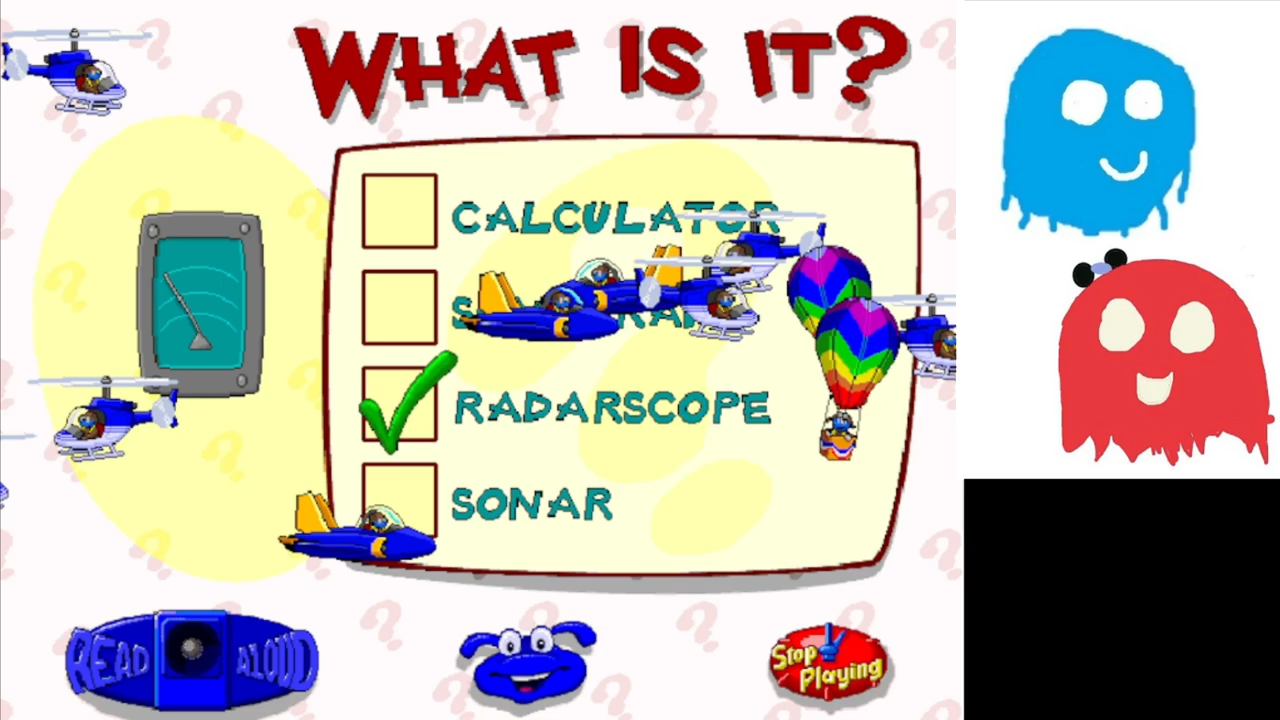 WHAT IS IT?
CALCULATOR
RADARSCOPE
SONAR
READ ALOUD
Stop
Playing